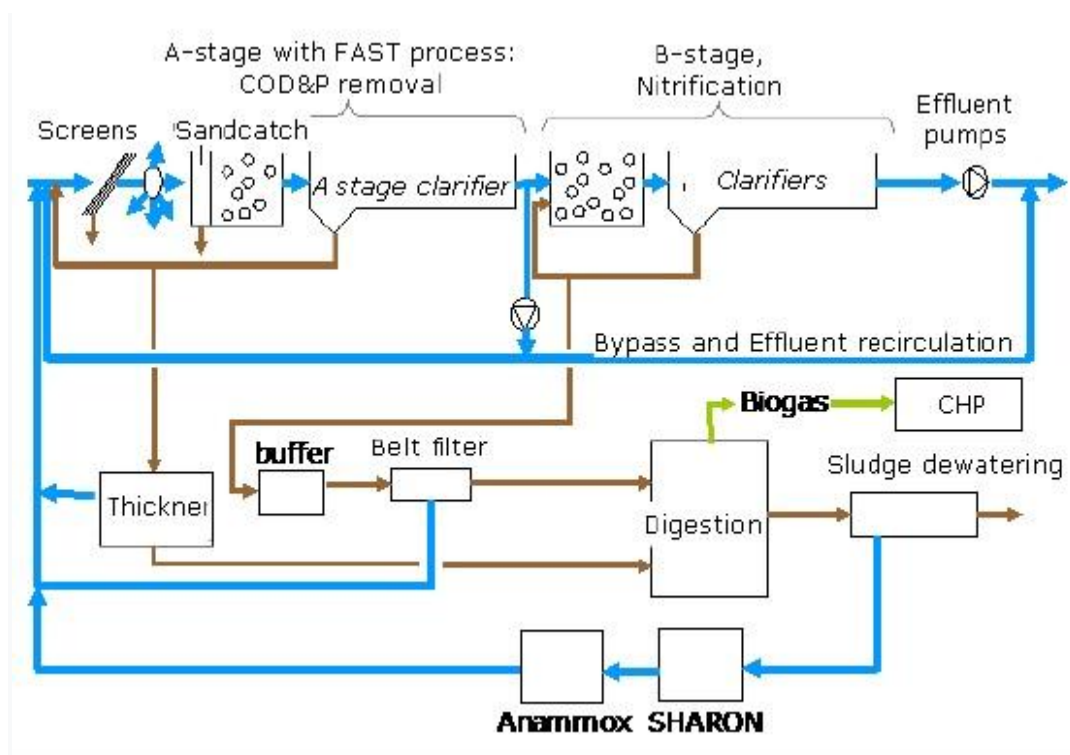 A-stage with FAST process:
COD&P removal
B-stage,
Nitrification
Effluent
pumps
Screens
Sandcatch
A stage clarifier
Clarifiers
Bypass and Effluent recirculation
Biogas
CHP
buffer
Belt filter
Sludge dewatering
Thickner
Digestion
Anammox
SHARON